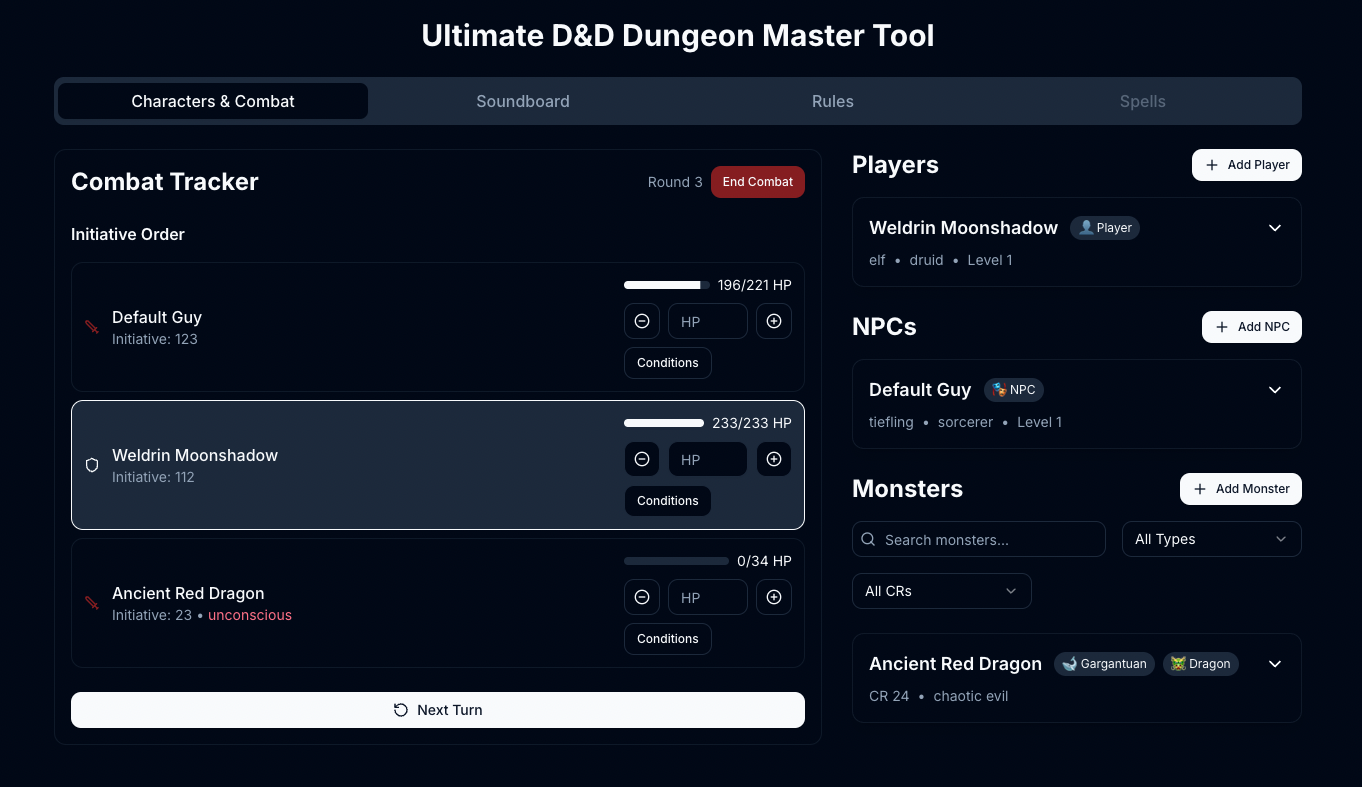 Ultimate D&D Dungeon Master Tool
Characters & Combat
Soundboard
Rules
Spells
Combat Tracker
Round 3
End Combat
Initiative Order
Default Guy
Initiative: 123
196/221 HP
HP
Conditions
Weldrin Moonshadow
Initiative: 112
233/233 HP
HP
Conditions
Ancient Red Dragon
Initiative: 23 • unconscious
0/34 HP
HP
Conditions
Next Turn
Players
Add Player
Weldrin Moonshadow
Player
elf • druid • Level 1
NPCs
Add NPC
Default Guy
NPC
tiefling • sorcerer • Level 1
Monsters
Add Monster
Search monsters...
All Types
All CRs
Ancient Red Dragon
Gargantuan
Dragon
CR 24 • chaotic evil